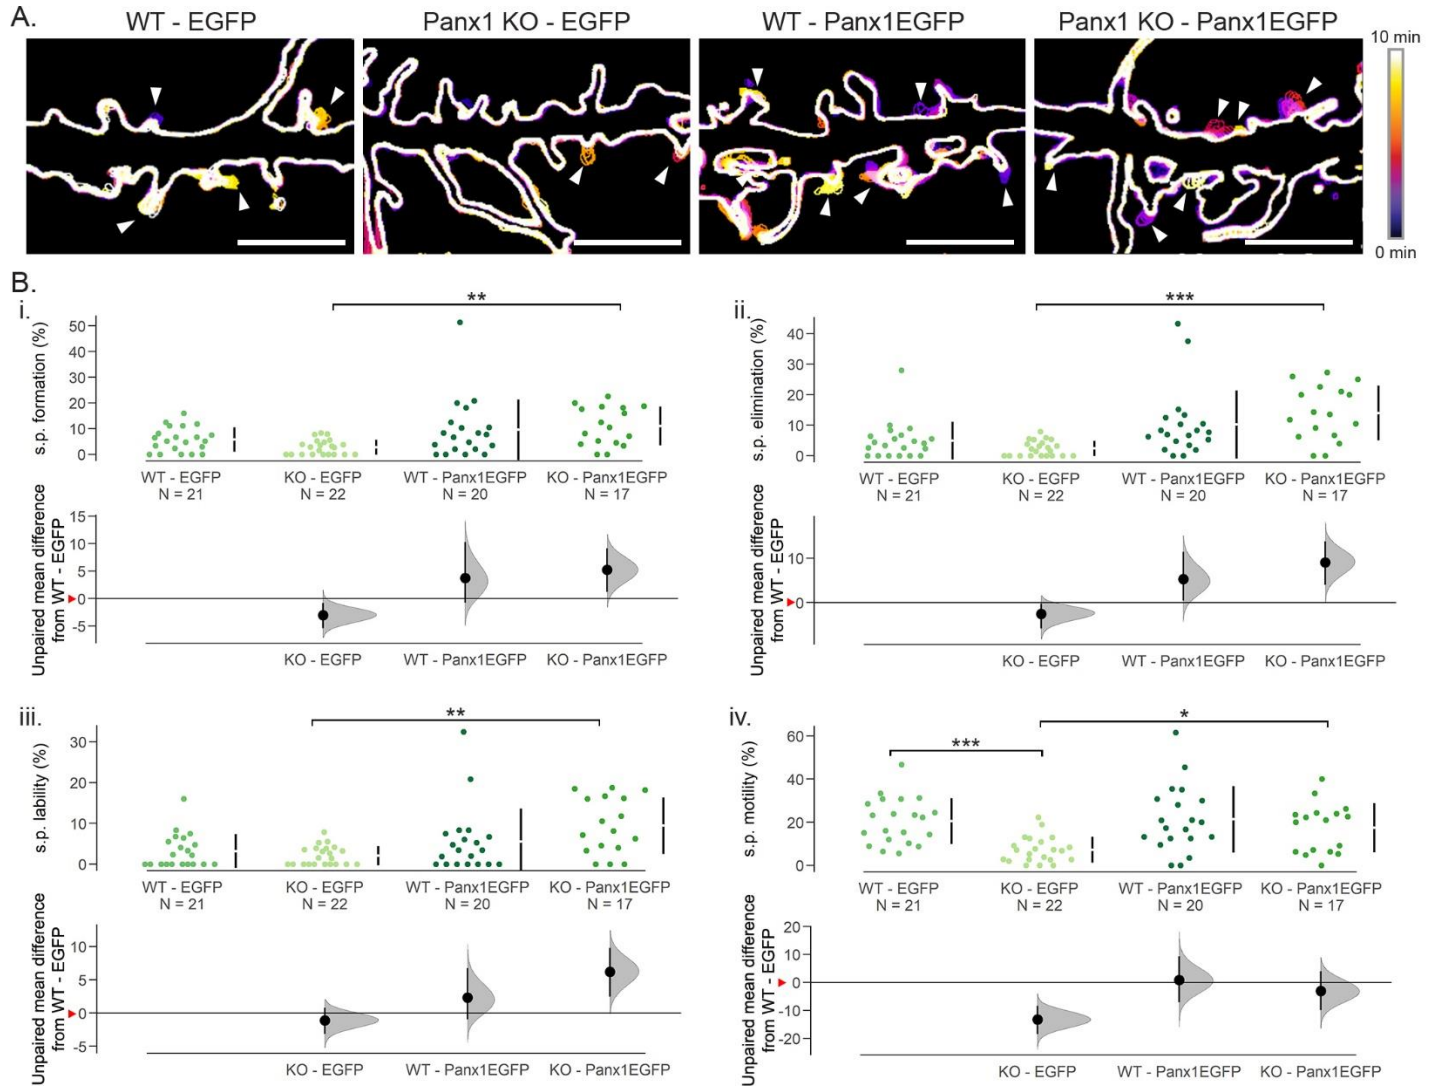 A.
WT - EGFP
Panx1 KO - EGFP
WT - Panx1EGFP
Panx1 KO - Panx1EGFP
10 min
0 min
B.
i.
**
s.p. formation (%)
50
40
30
20
10
0
WT - EGFP
KO - EGFP
WT - Panx1EGFP
KO - Panx1EGFP
N = 21
N = 22
N = 20
N = 17
Unpaired mean difference
from WT - EGFP
15
10
5
0
-5
KO - EGFP
WT - Panx1EGFP
KO - Panx1EGFP
ii.
***
s.p. elimination (%)
40
30
20
10
0
WT - EGFP
KO - EGFP
WT - Panx1EGFP
KO - Panx1EGFP
N = 21
N = 22
N = 20
N = 17
Unpaired mean difference
from WT - EGFP
10
0
KO - EGFP
WT - Panx1EGFP
KO - Panx1EGFP
iii.
**
s.p. lability (%)
30
20
10
0
WT - EGFP
KO - EGFP
WT - Panx1EGFP
KO - Panx1EGFP
N = 21
N = 22
N = 20
N = 17
Unpaired mean difference
from WT - EGFP
10
5
0
-5
KO - EGFP
WT - Panx1EGFP
KO - Panx1EGFP
iv.
*
***
s.p. motility (%)
60
40
20
0
WT - EGFP
KO - EGFP
WT - Panx1EGFP
KO - Panx1EGFP
N = 21
N = 22
N = 20
N = 17
Unpaired mean difference
from WT - EGFP
20
10
0
-10
-20
KO - EGFP
WT - Panx1EGFP
KO - Panx1EGFP